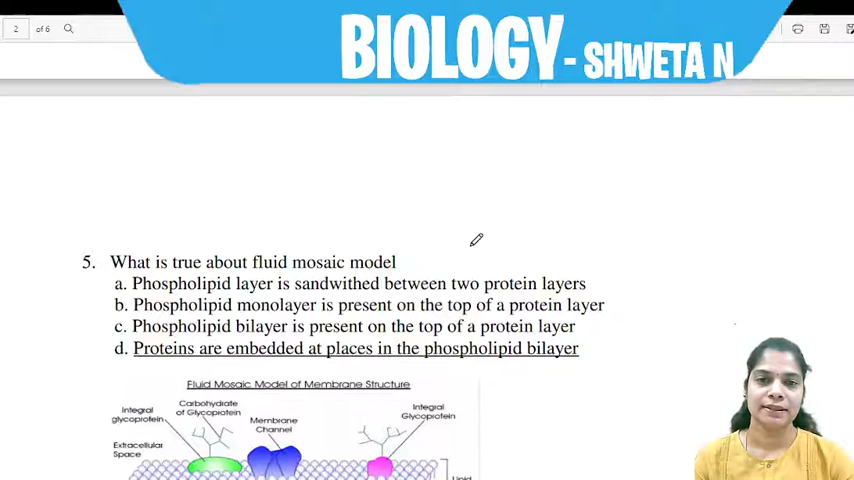 2 of 6
BIOLOGY - SHWETA N
5. What is true about fluid mosaic model
a. Phospholipid layer is sandwithed between two protein layers
b. Phospholipid monolayer is present on the top of a protein layer
c. Phospholipid bilayer is present on the top of a protein layer
d. Proteins are embedded at places in the phospholipid bilayer
Fluid Mosaic Model of Membrane Structure
Integral glycoprotein
Carbohydrate of Glycoprotein
Membrane Channel
Integral Glycoprotein
Extracellular Space
Lipid